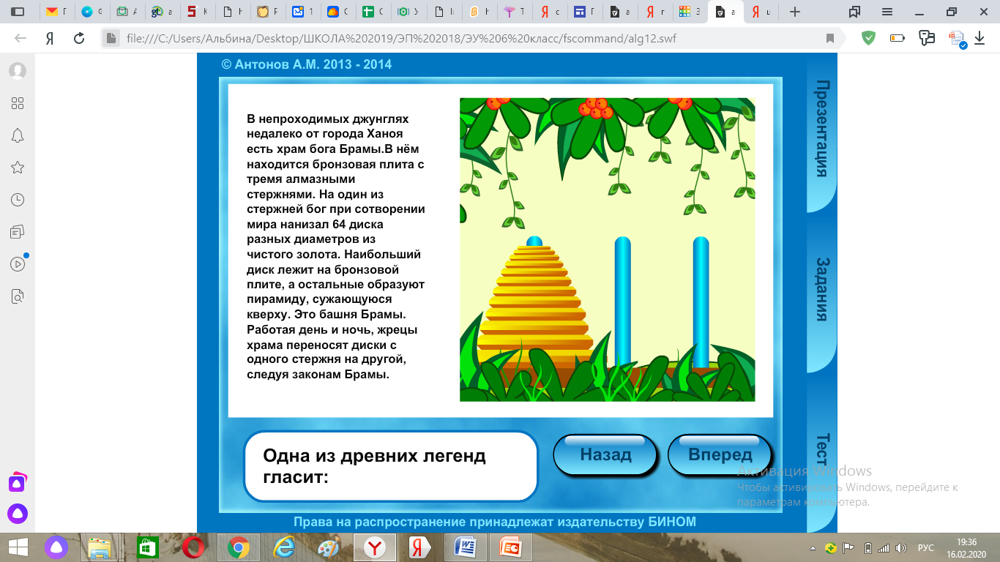 Г
Ф
А
а
К
Н
Р
1
С
С
У
І
һ
Т
с
Г
а
г
З
а
ц
file:///C:/Users/Альбина/Desktop/ШКОЛА%202019/ЭП%202018/ЭУ%206%20класс/fscommand/alg12.swf
© Антонов А.М. 2013 - 2014
В непроходимых джунглях
недалеко от города Ханоя
есть храм бога Брамы.В нём
находится бронзовая плита с
тремя алмазными
стержнями. На один из
стержней бог при сотворении
мира нанизал 64 диска
разных диаметров из
чистого золота. Наибольший
диск лежит на бронзовой
плите, а остальные образуют
пирамиду, сужающуюся
кверху. Это башня Брамы.
Работая день и ночь, жрецы
храма переносят диски с
одного стержня на другой,
следуя законам Брамы.
Презентация
Задания
Тест
Одна из древних легенд
гласит:
Назад
Вперед
Активация Windows
Чтобы активировать Windows, перейдите к
параметрам компьютера.
Права на распространение принадлежат издательству БИНОМ
РУС
19:36
16.02.2020